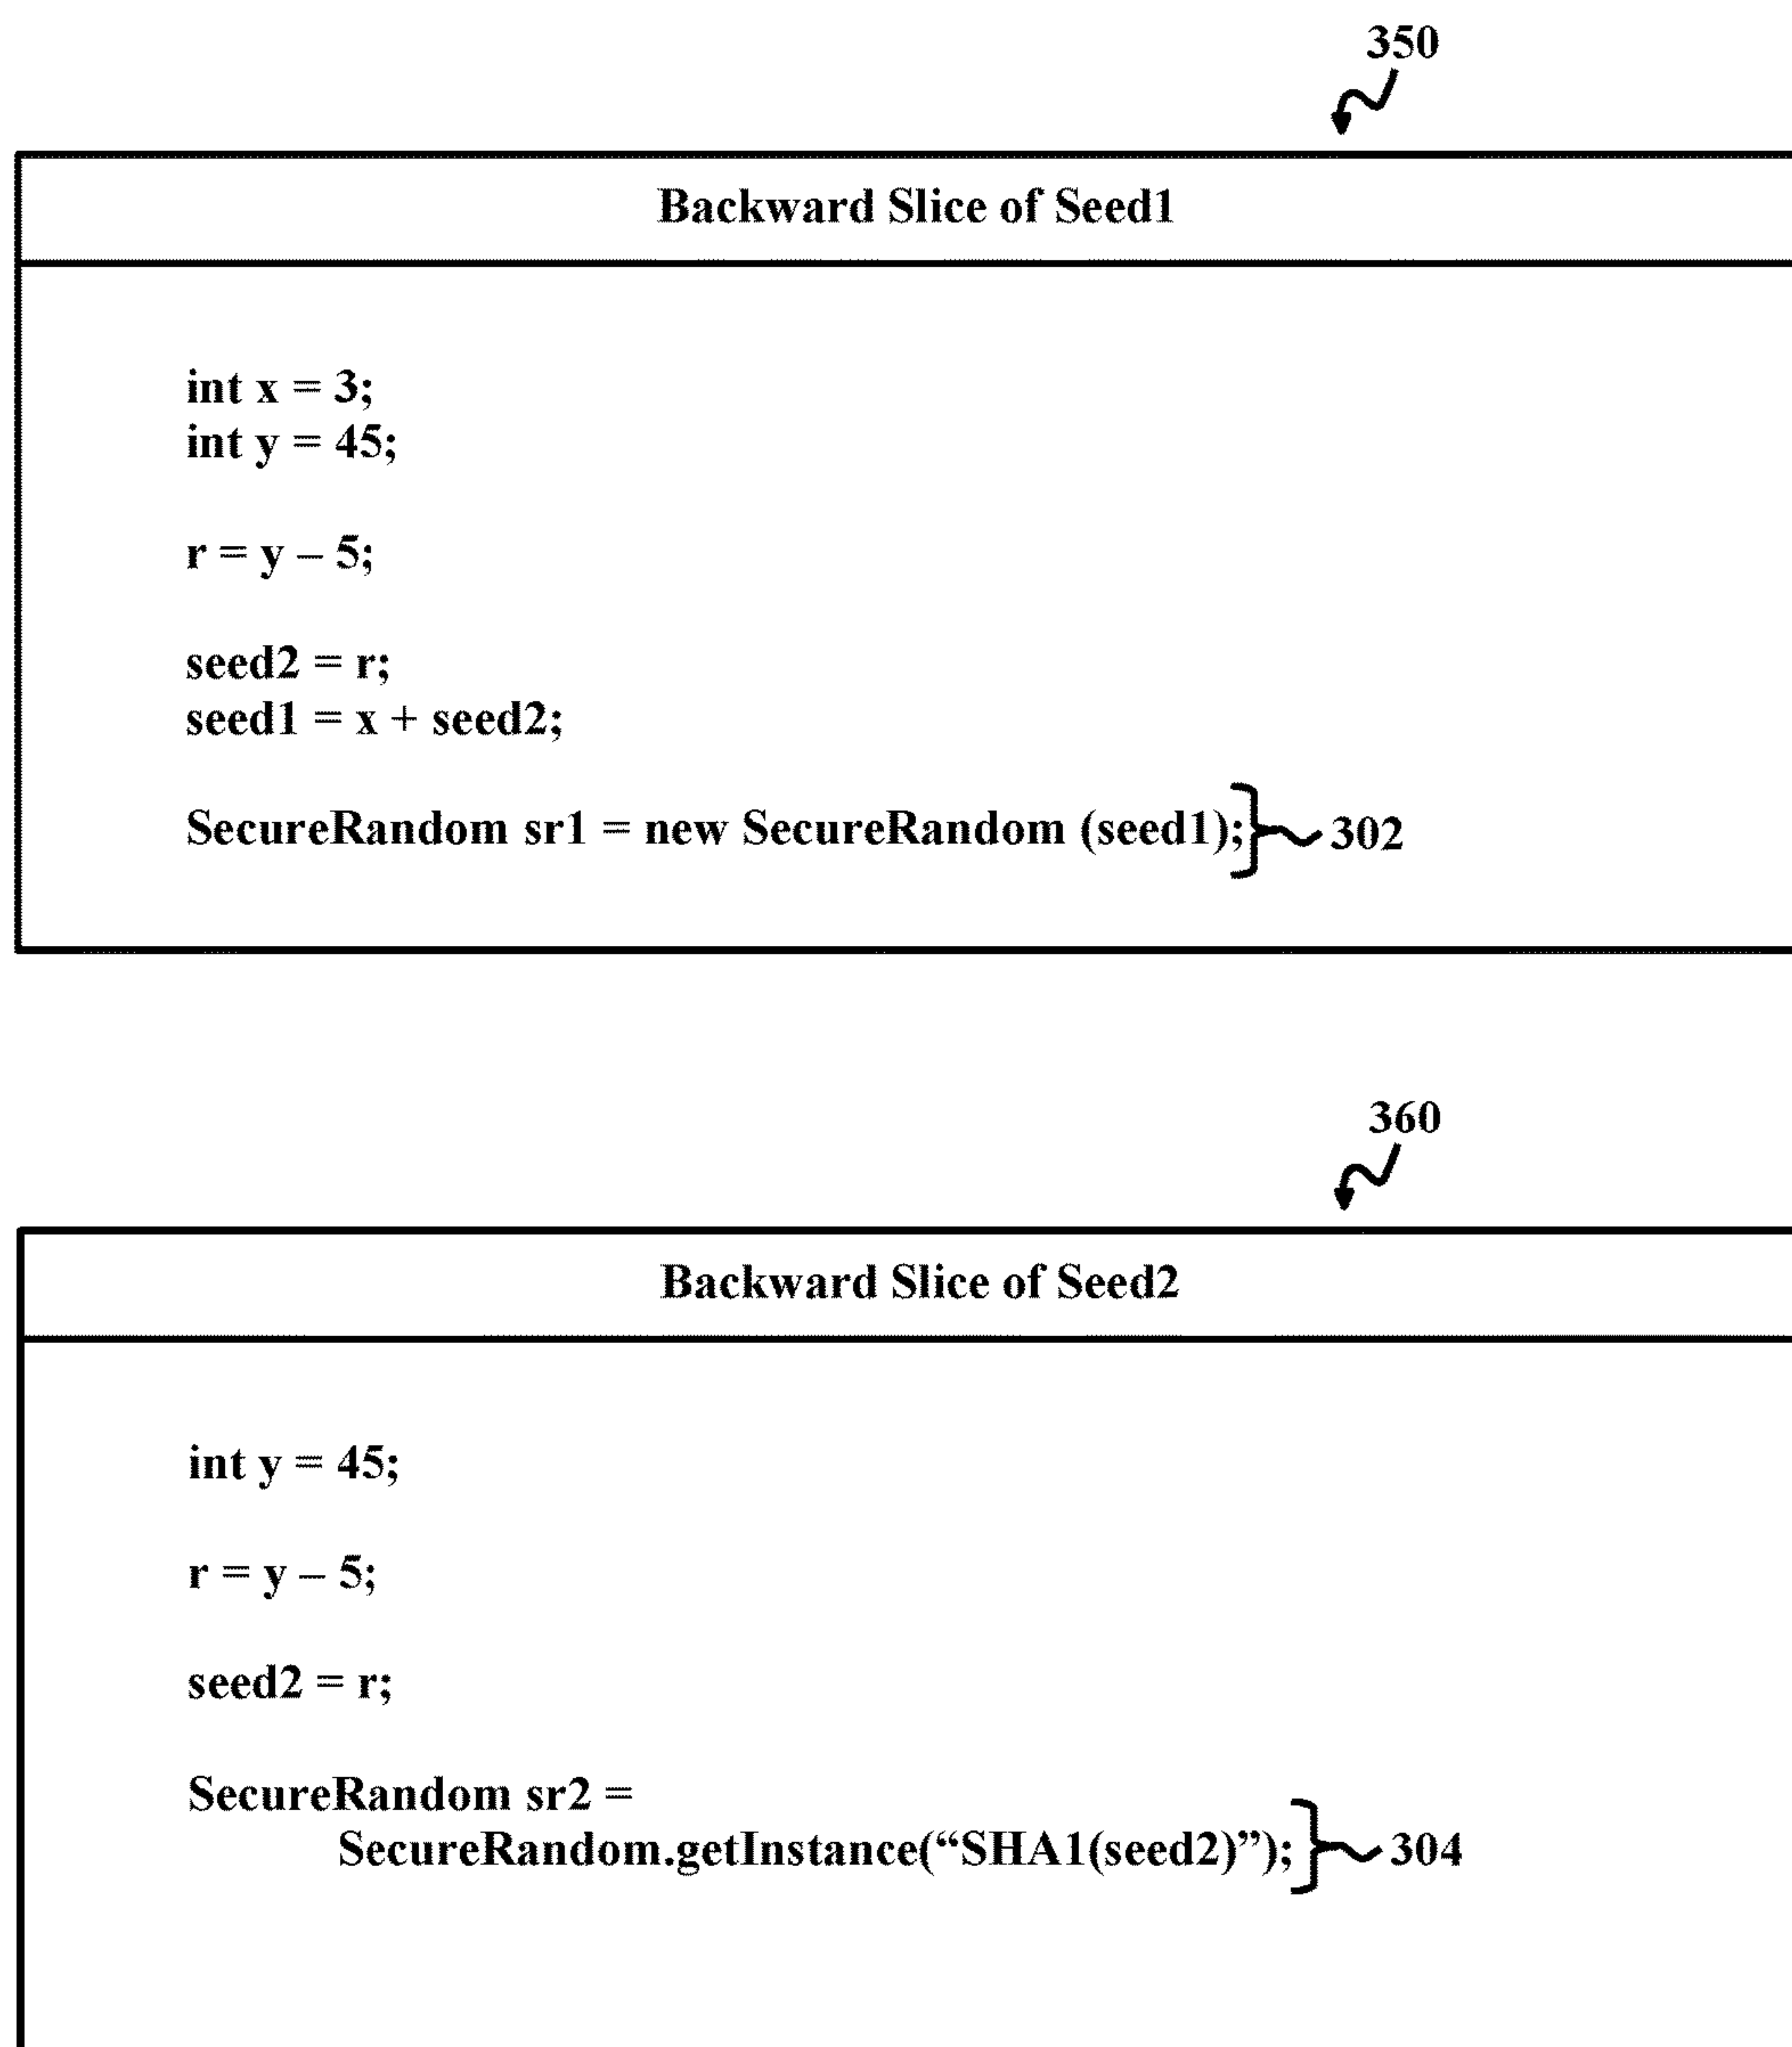 350
Backward Slice of Seed1
int x = 3;
int y = 45;
r = y – 5;
seed2 = r;
seed1 = x + seed2;
SecureRandom sr1 = new SecureRandom (seed1);
302
360
Backward Slice of Seed2
int y = 45;
r = y – 5;
seed2 = r;
SecureRandom sr2 =
SecureRandom.getInstance(“SHA1(seed2)”);
304